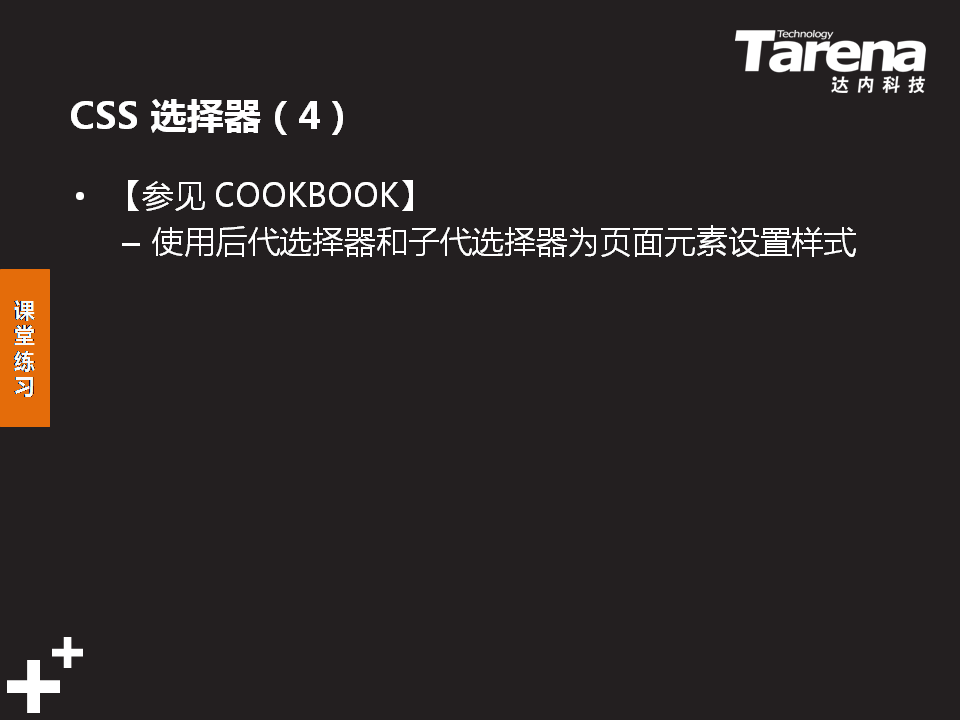 Technology
Tarena
达内科技
CSS 选择器（4）
• 【参见 COOKBOOK】
– 使用后代选择器和子代选择器为页面元素设置样式
课
堂
练
习